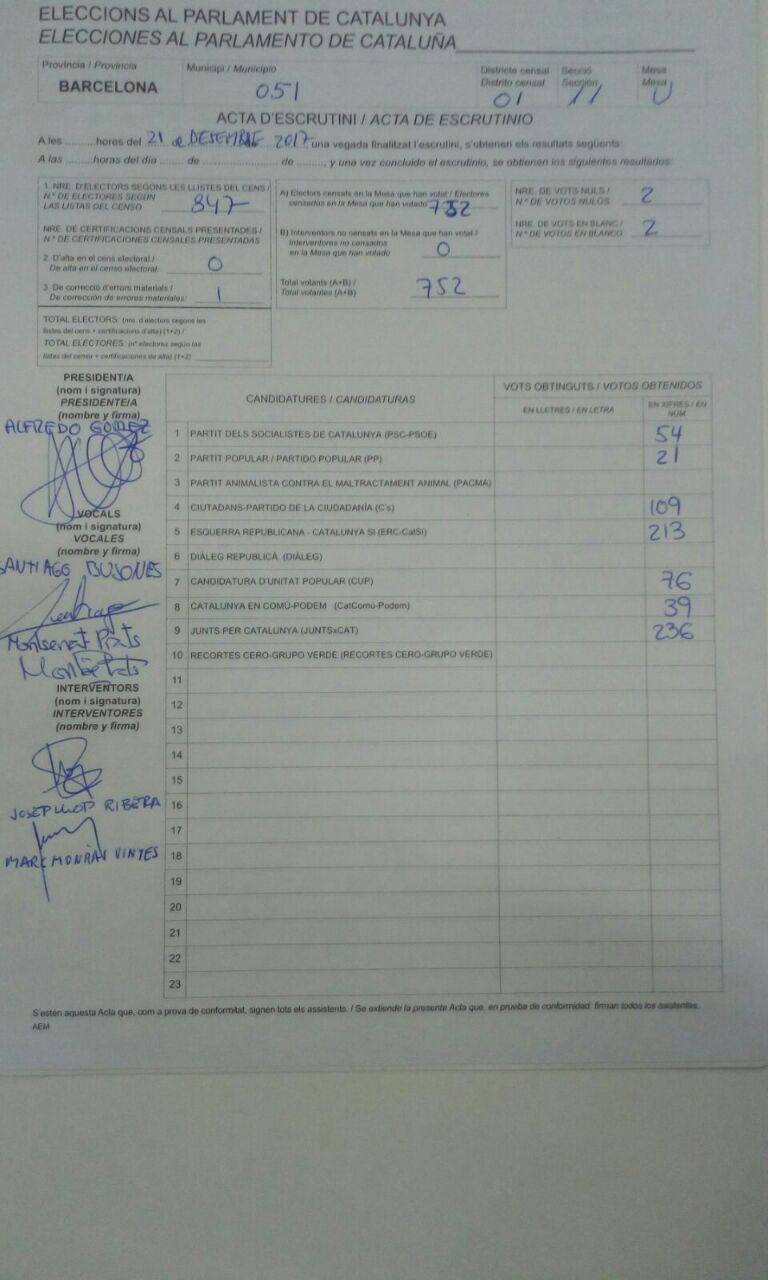 ELECCIONS AL PARLAMENT DE CATALUNYA
ELECCIONES AL PARLAMENTO DE CATALUÑA
Província / Provincia
BARCELONA
Municipi / Municipio
051
Districte censal
Distrito censal
01
Secció
Sección
11
Mesa
Mesa
U
ACTA D'ESCRUTINI / ACTA DE ESCRUTINIO
A les ..........hores del 21 de DESEMBRE 2017 una vegada finalitzat l'escrutini, s'obtenen els resultats següents:
A las ........horas del día ...... de .......................... de ........., y una vez concluido el escrutinio, se obtienen los siguientes resultados:
1. NRE. D'ELECTORS SEGONS LES LLISTES DEL CENS /
N.º DE ELECTORES SEGÚN
LAS LISTAS DEL CENSO 847
NRE. DE CERTIFICACIONS CENSALS PRESENTADES /
N.º DE CERTIFICACIONES CENSALES PRESENTADAS
2. D'alta en el cens electoral /
De alta en el censo electoral 0
3. De correcció d'errors materials /
De corrección de errores materiales: 1
TOTAL ELECTORS: (nre. d'electors segons les
llistes del cens + certificacions d'alta) (1+2) /
TOTAL ELECTORES: (nº electores según las
listas del censo + certificaciones de alta) (1+2)
A) Electors censats en la Mesa que han votat / Electores
censados en la Mesa que han votado 752
B) Interventors no censats en la Mesa que han votat /
Interventores no censados
en la Mesa que han votado 0
Total votants (A+B) /
Total votantes (A+B) 752
NRE. DE VOTS NULS /
N.º DE VOTOS NULOS 2
NRE. DE VOTS EN BLANC /
N.º DE VOTOS EN BLANCO 2
PRESIDENT/A
(nom i signatura)
PRESIDENTE/A
(nombre y firma)
ALFREDO GOMEZ
VOCALS
(nom i signatura)
VOCALES
(nombre y firma)
SANTIAGO BUJONES
Montserrat Prats
INTERVENTORS
(nom i signatura)
INTERVENTORES
(nombre y firma)
JOSEP LLOP RIBERA
MARC VINYES
CANDIDATURES / CANDIDATURAS
VOTS OBTINGUTS / VOTOS OBTENIDOS
EN LLETRES / EN LETRA
EN XIFRES / EN
NÚM
1 PARTIT DELS SOCIALISTES DE CATALUNYA (PSC-PSOE) 54
2 PARTIT POPULAR / PARTIDO POPULAR (PP) 21
3 PARTIT ANIMALISTA CONTRA EL MALTRACTAMENT ANIMAL (PACMA)
4 CIUTADANS-PARTIDO DE LA CIUDADANÍA (C's) 109
5 ESQUERRA REPUBLICANA - CATALUNYA SI (ERC-CatSí) 213
6 DIÀLEG REPUBLICÀ (DIÀLEG)
7 CANDIDATURA D'UNITAT POPULAR (CUP) 76
8 CATALUNYA EN COMÚ-PODEM (CatComú-Podem) 39
9 JUNTS PER CATALUNYA (JUNTSxCAT) 236
10 RECORTES CERO-GRUPO VERDE (RECORTES CERO-GRUPO VERDE)
11
12
13
14
15
16
17
18
19
20
21
22
23
S'estén aquesta Acta que, com a prova de conformitat, signen tots els assistents. / Se extiende la presente Acta que, en prueba de conformidad, firman todos los asistentes.
AEM